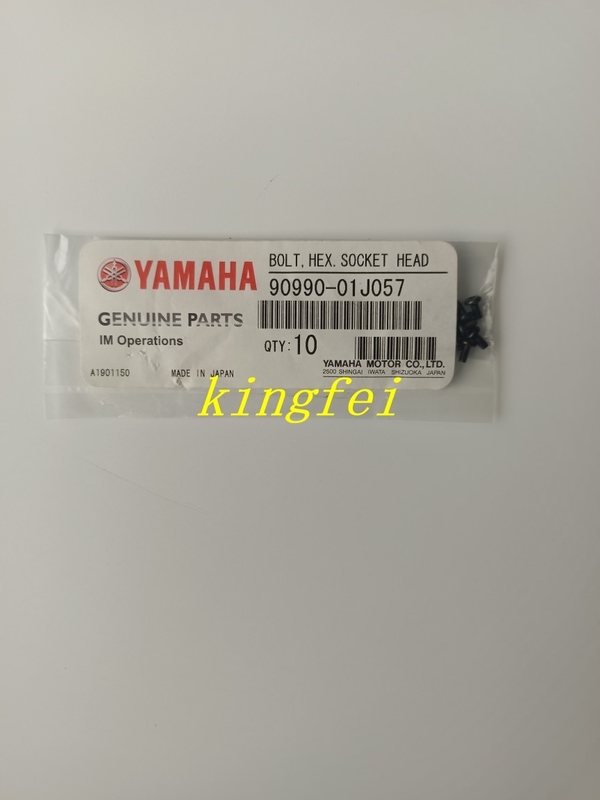 BOLT, HEX. SOCKET HEAD
YAMAHA
90990-01J057
GENUINE PARTS
IM Operations
QTY: 10
YAMAHA MOTOR CO., LTD.
2500 SHINGAI IWATA SHIZUOKA JAPAN
A1901150 MADE IN JAPAN
kingfei